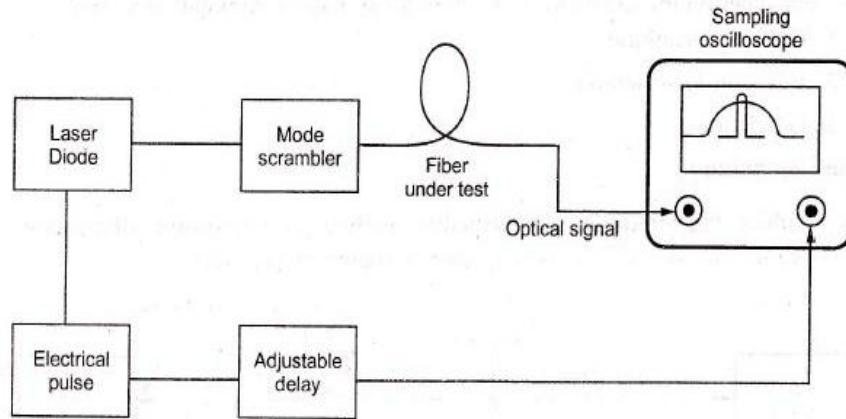 Sampling
oscilloscope
Laser
Diode
Mode
scrambler
Fiber
under test
Optical signal
Electrical
pulse
Adjustable
delay